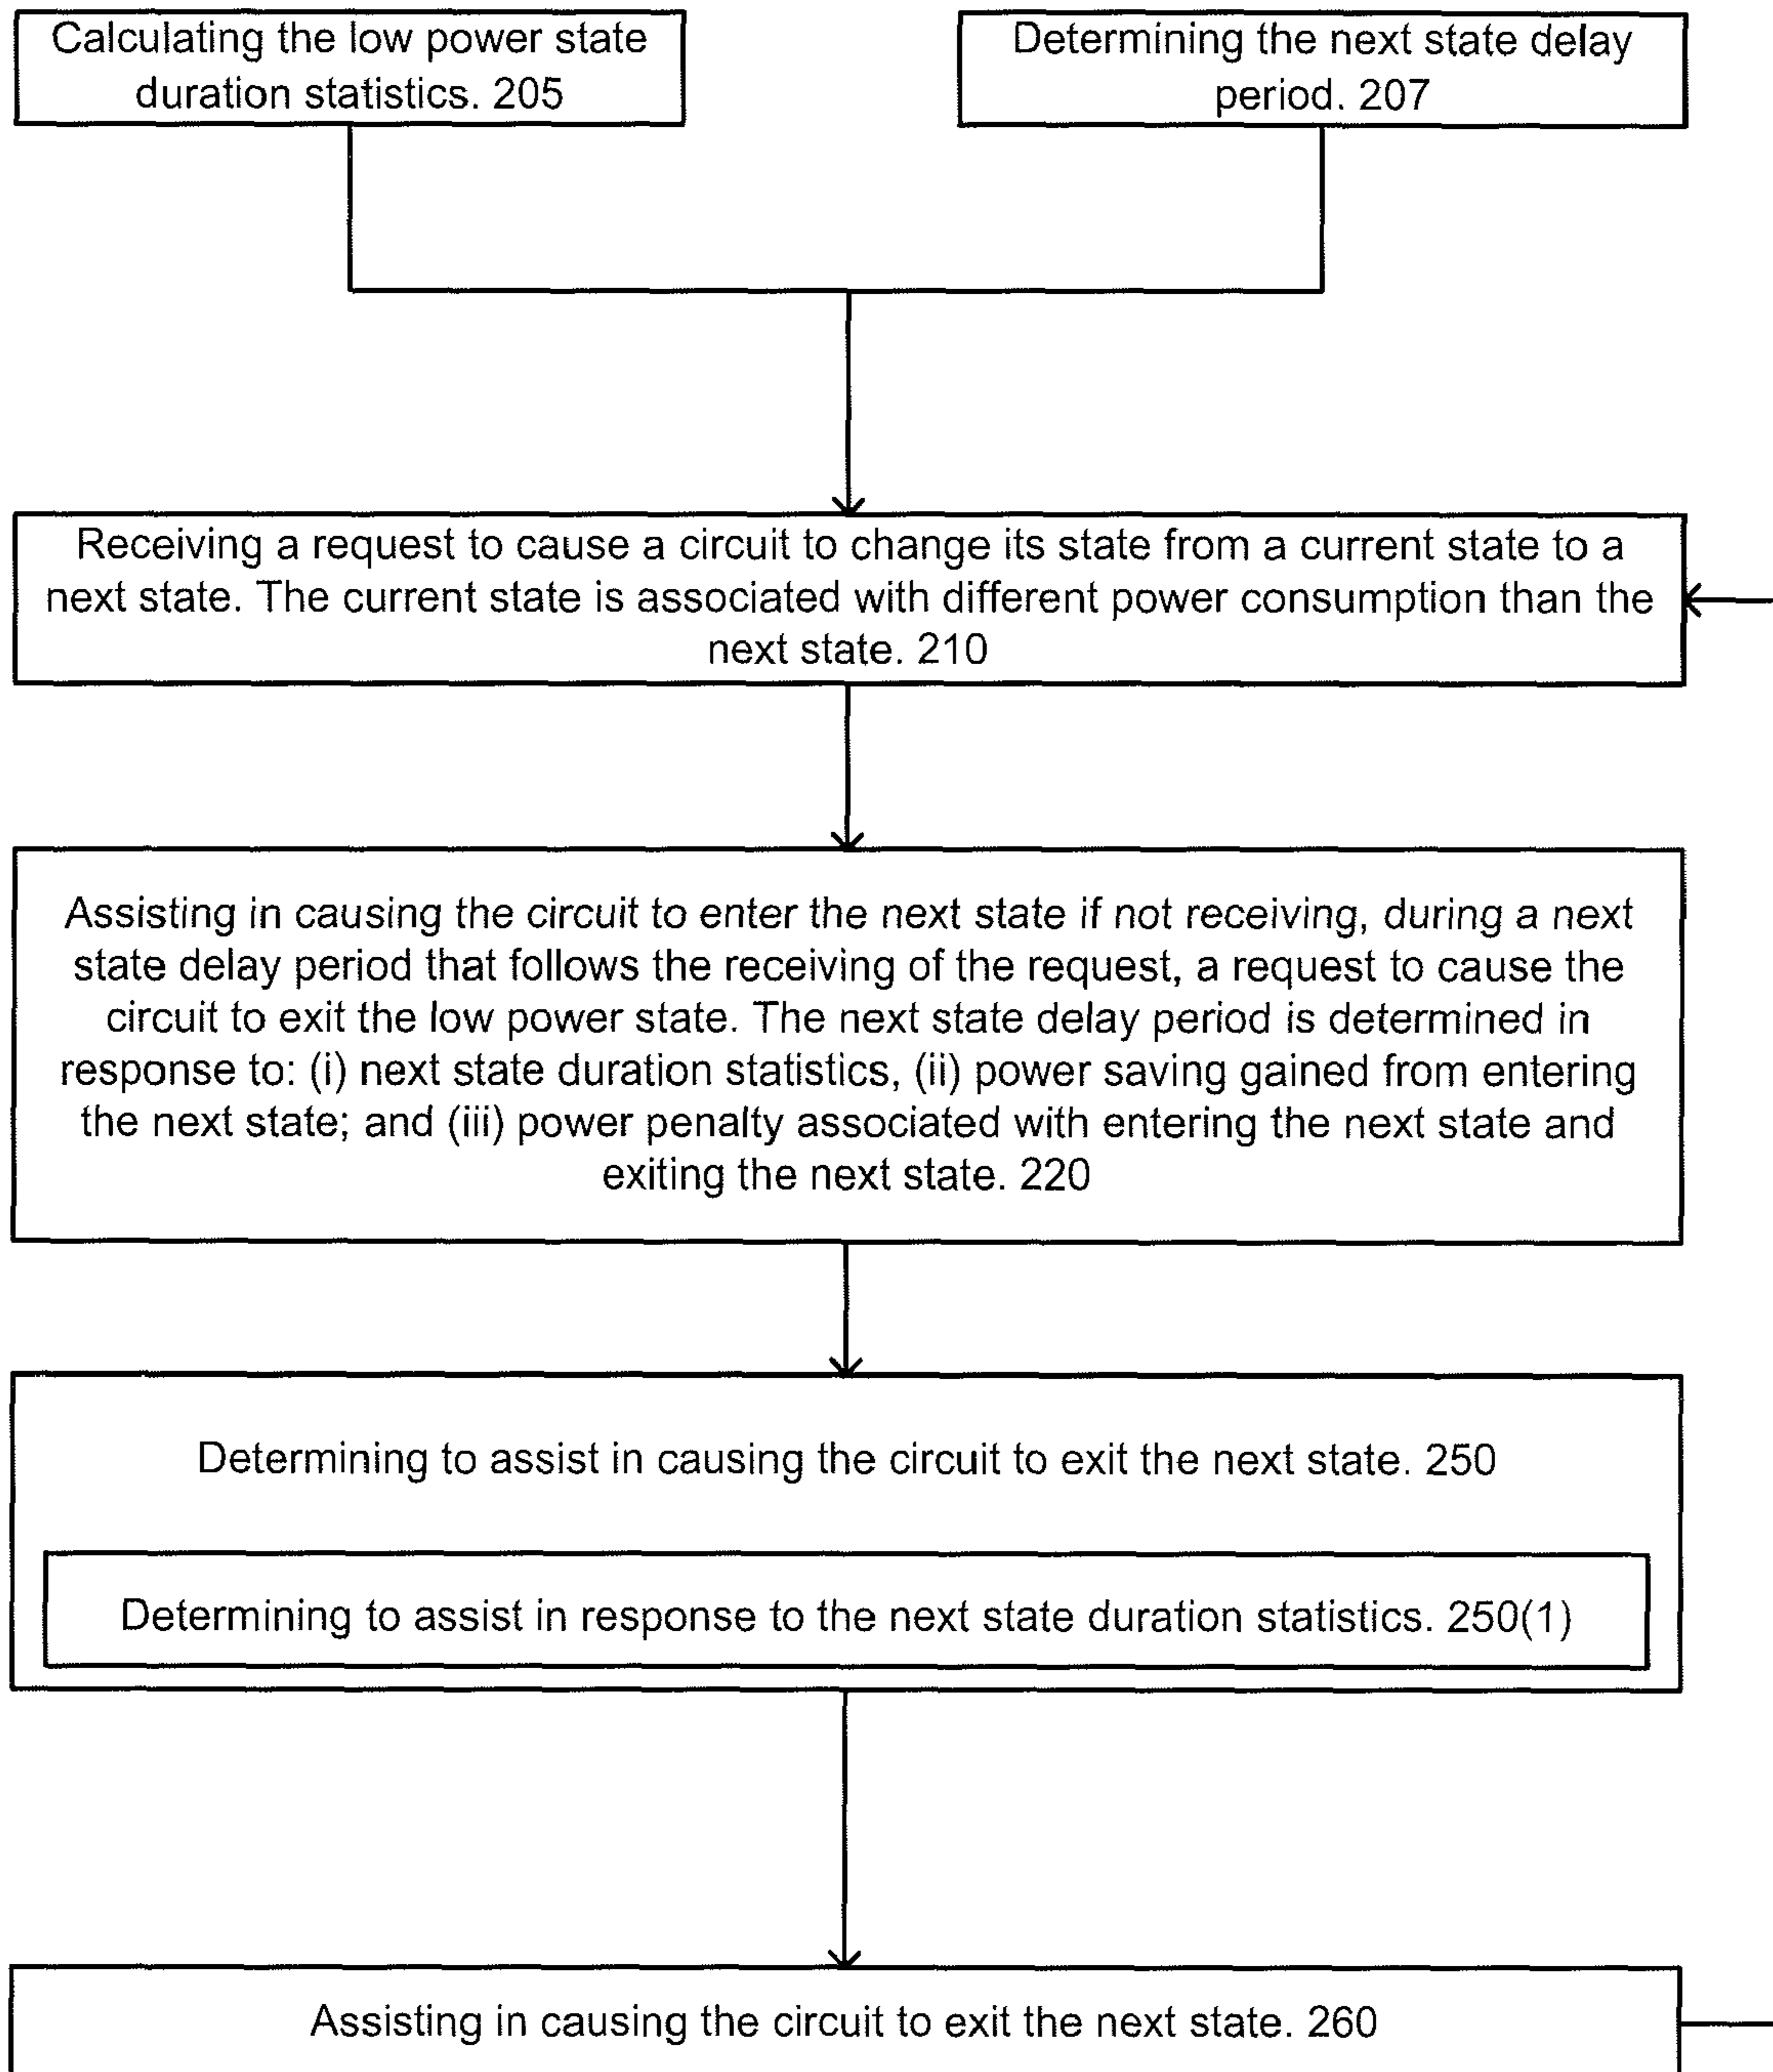 Calculating the low power state
duration statistics. 205
Determining the next state delay
period. 207
Receiving a request to cause a circuit to change its state from a current state to a
next state. The current state is associated with different power consumption than the
next state. 210
Assisting in causing the circuit to enter the next state if not receiving, during a next
state delay period that follows the receiving of the request, a request to cause the
circuit to exit the low power state. The next state delay period is determined in
response to: (i) next state duration statistics, (ii) power saving gained from entering
the next state; and (iii) power penalty associated with entering the next state and
exiting the next state. 220
Determining to assist in causing the circuit to exit the next state. 250
Determining to assist in response to the next state duration statistics. 250(1)
Assisting in causing the circuit to exit the next state. 260